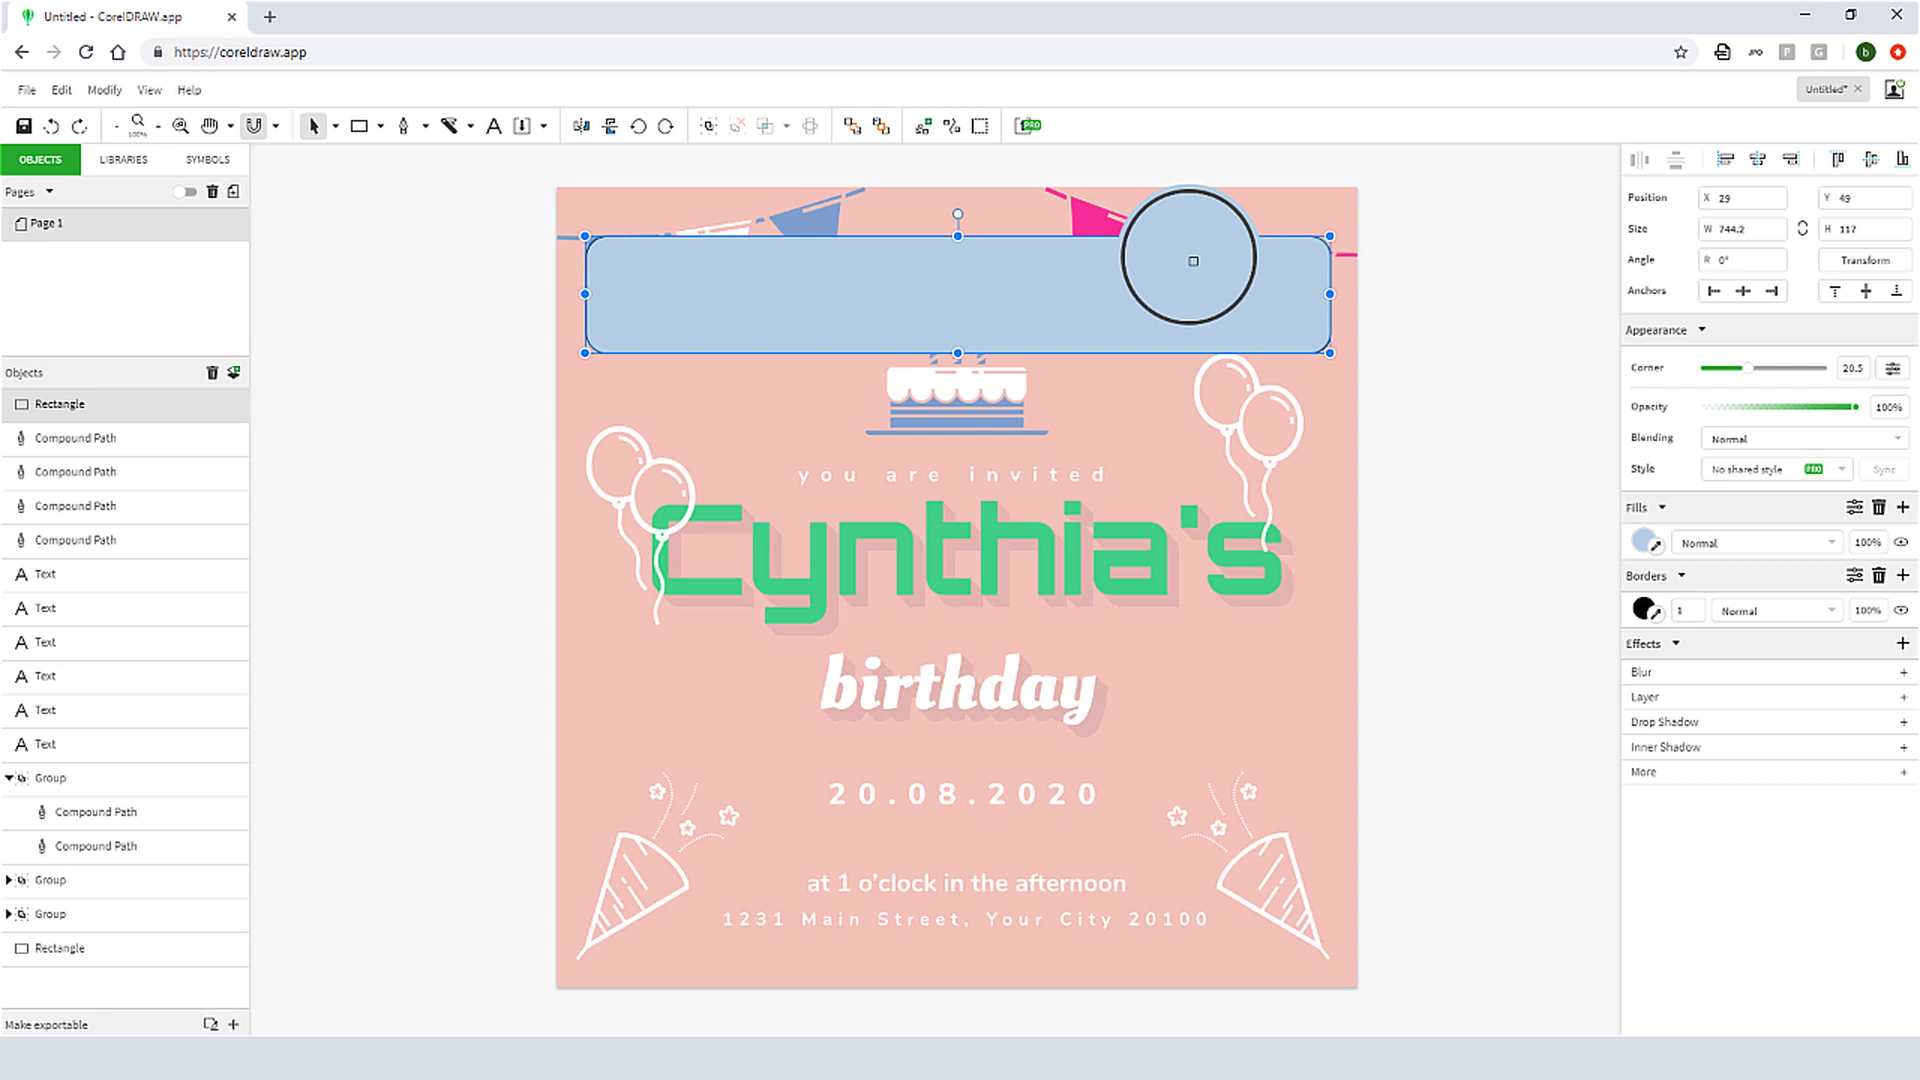 Untitled - CorelDRAW.app
https://coreldraw.app
P
G
b
File Edit Modify View Help
Untitled*
100%
PRO
OBJECTS LIBRARIES SYMBOLS
Pages
Page 1
Objects
Rectangle
Compound Path
Compound Path
Compound Path
Compound Path
A Text
A Text
A Text
A Text
A Text
A Text
Group
Compound Path
Compound Path
Group
Group
Rectangle
Make exportable
you are invited
Cynthia's
birthday
20.08.2020
at 1 o'clock in the afternoon
1231 Main Street, Your City 20100
Position X 29 Y 49
Size W 744.2 H 117
Angle R 0° Transform
Anchors
Appearance
Corner 20.5
Opacity 100%
Blending Normal
Style No shared style PRO Sync
Fills
Normal 100%
Borders
1 Normal 100%
Effects
Blur
Layer
Drop Shadow
Inner Shadow
More